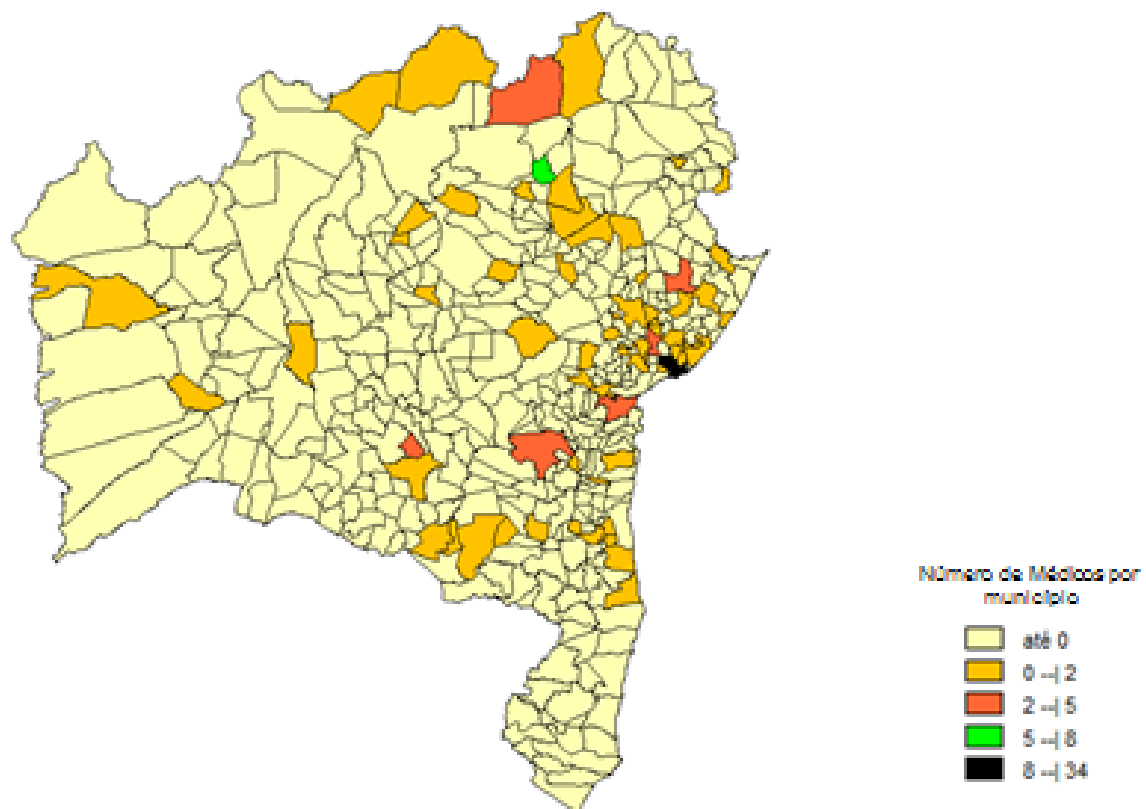 Número de Médicos por
município
até 0
0 --| 2
2 --| 5
5 --| 8
8 --| 34